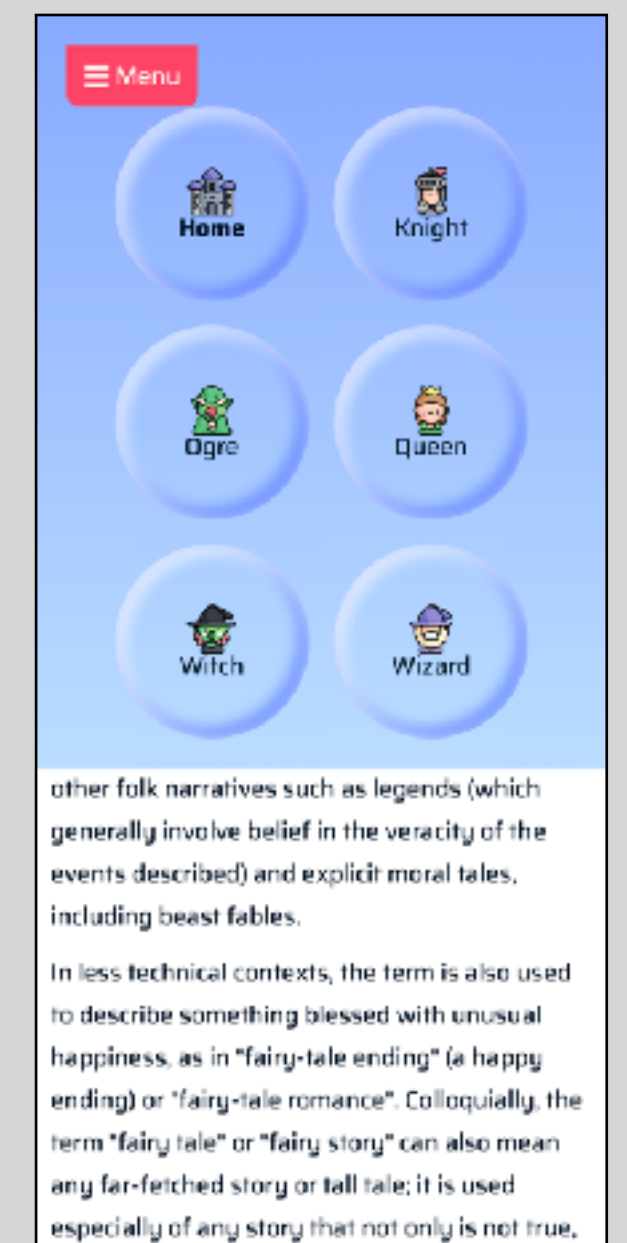 Menu
Home
Knight
Ogre
Queen
Witch
Wizard
other folk narratives such as legends (which
generally involve belief in the veracity of the
events described) and explicit moral tales,
including beast fables.
In less technical contexts, the term is also used
to describe something blessed with unusual
happiness, as in "fairy-tale ending" (a happy
ending) or "fairy-tale romance". Colloquially, the
term "fairy tale" or "fairy story" can also mean
any far-fetched story or tall tale; it is used
especially of any story that not only is not true,